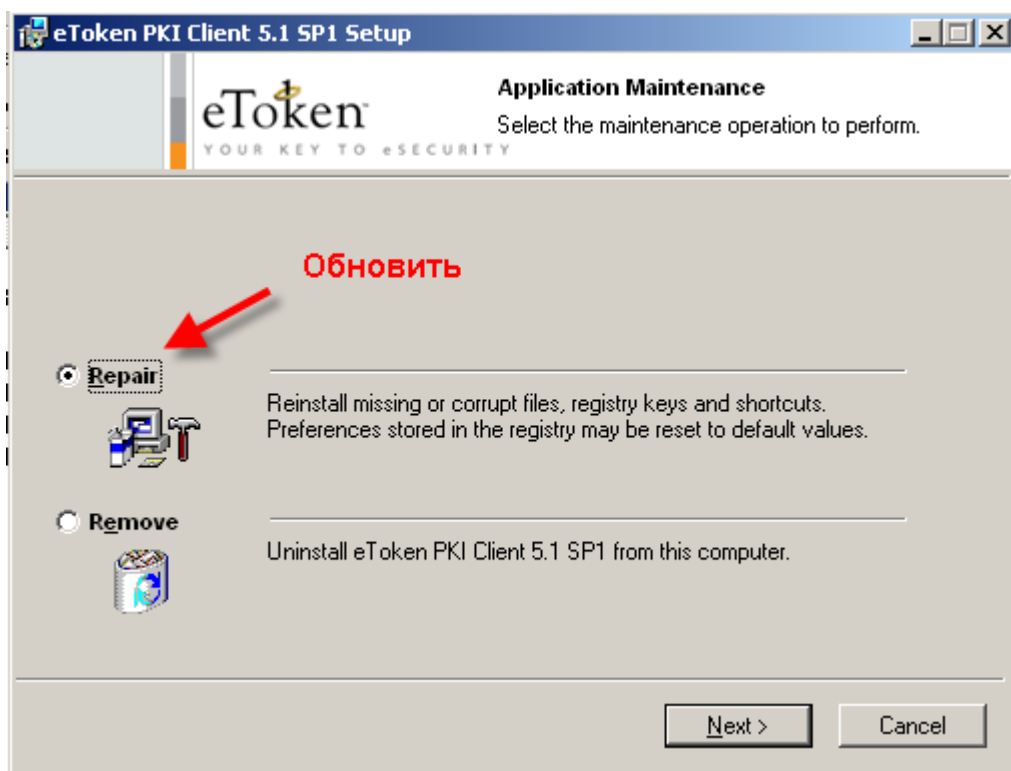 eToken PKI Client 5.1 SP1 Setup
eToken
YOUR KEY TO eSECURITY
Application Maintenance
Select the maintenance operation to perform.
Обновить
Repair
Reinstall missing or corrupt files, registry keys and shortcuts.
Preferences stored in the registry may be reset to default values.
Remove
Uninstall eToken PKI Client 5.1 SP1 from this computer.
Next >
Cancel